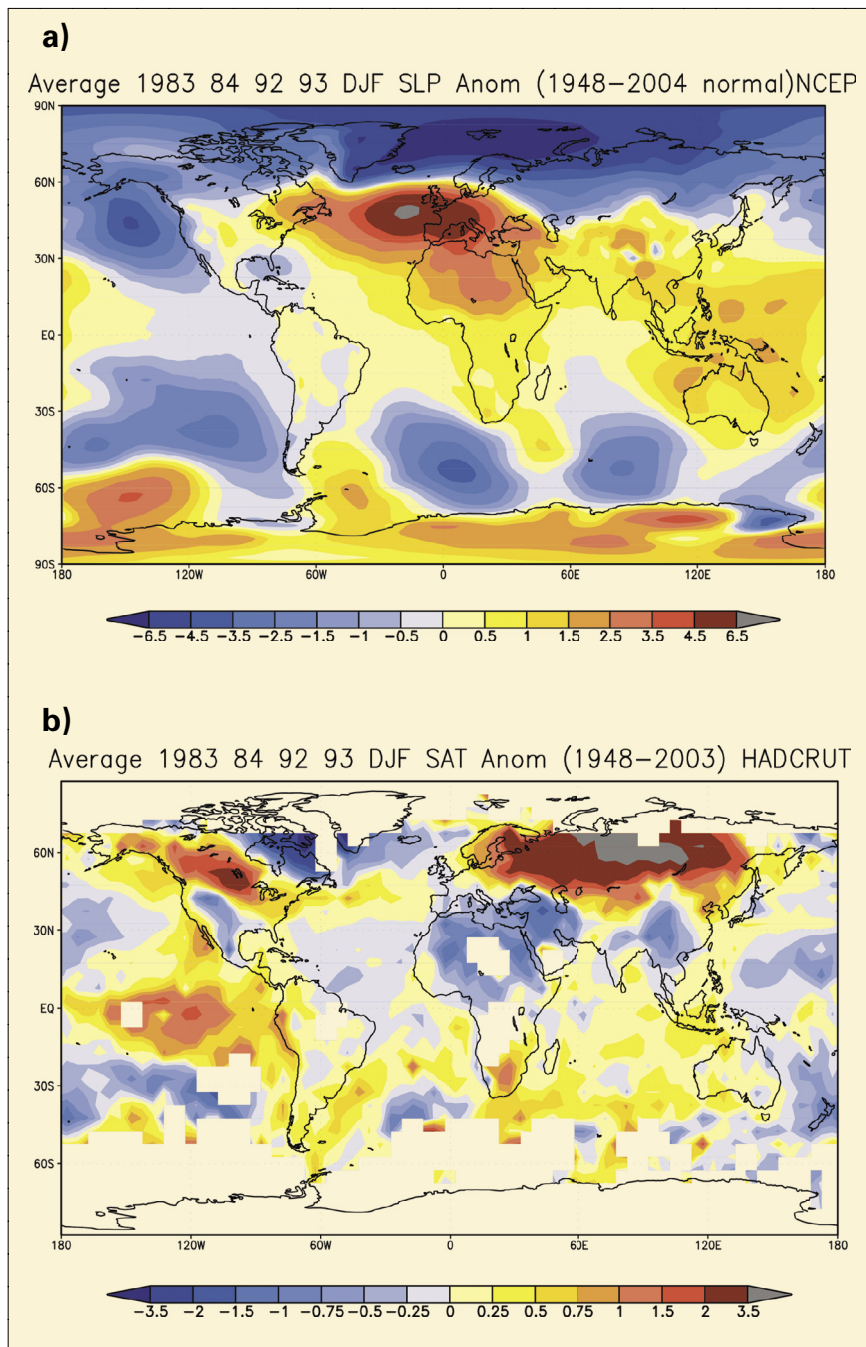 a)
Average 1983 84 92 93 DJF SLP Anom (1948-2004 normal)NCEP
90N
60N
30N
EQ
30S
60S
90S
180 120W 60W 0 60E 120E 180
-6.5 -4.5 -3.5 -2.5 -1.5 -1 -0.5 0 0.5 1 1.5 2.5 3.5 4.5 6.5
b)
Average 1983 84 92 93 DJF SAT Anom (1948-2003) HADCRUT
60N
30N
EQ
30S
60S
180 120W 60W 0 60E 120E 180
-3.5 -2 -1.5 -1 -0.75 -0.5 -0.25 0 0.25 0.5 0.75 1 1.5 2 3.5